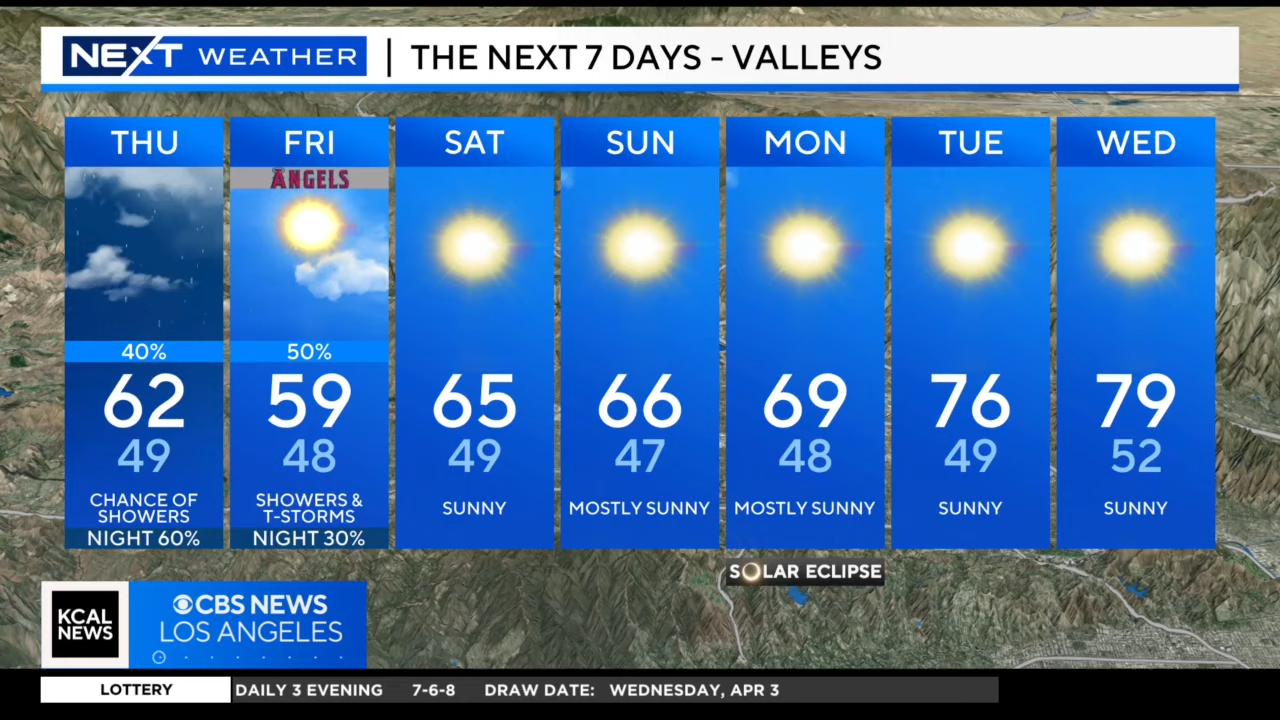 NEXT WEATHER | THE NEXT 7 DAYS - VALLEYS
THU
40%
62
49
CHANCE OF
SHOWERS
NIGHT 60%
FRI
ANGELS
50%
59
48
SHOWERS &
T-STORMS
NIGHT 30%
SAT
65
49
SUNNY
SUN
66
47
MOSTLY SUNNY
MON
69
48
MOSTLY SUNNY
SOLAR ECLIPSE
TUE
76
49
SUNNY
WED
79
52
SUNNY
KCAL
NEWS
CBS NEWS
LOS ANGELES
LOTTERY DAILY 3 EVENING 7-6-8 DRAW DATE: WEDNESDAY, APR 3